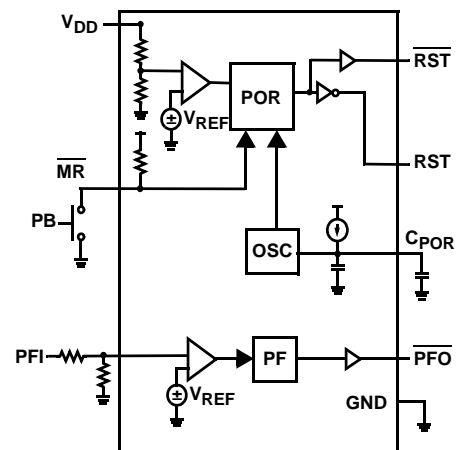 VDD
RST
POR
VREF
MR
RST
PB
OSC
CPOR
PFI
PF
PFO
VREF
GND